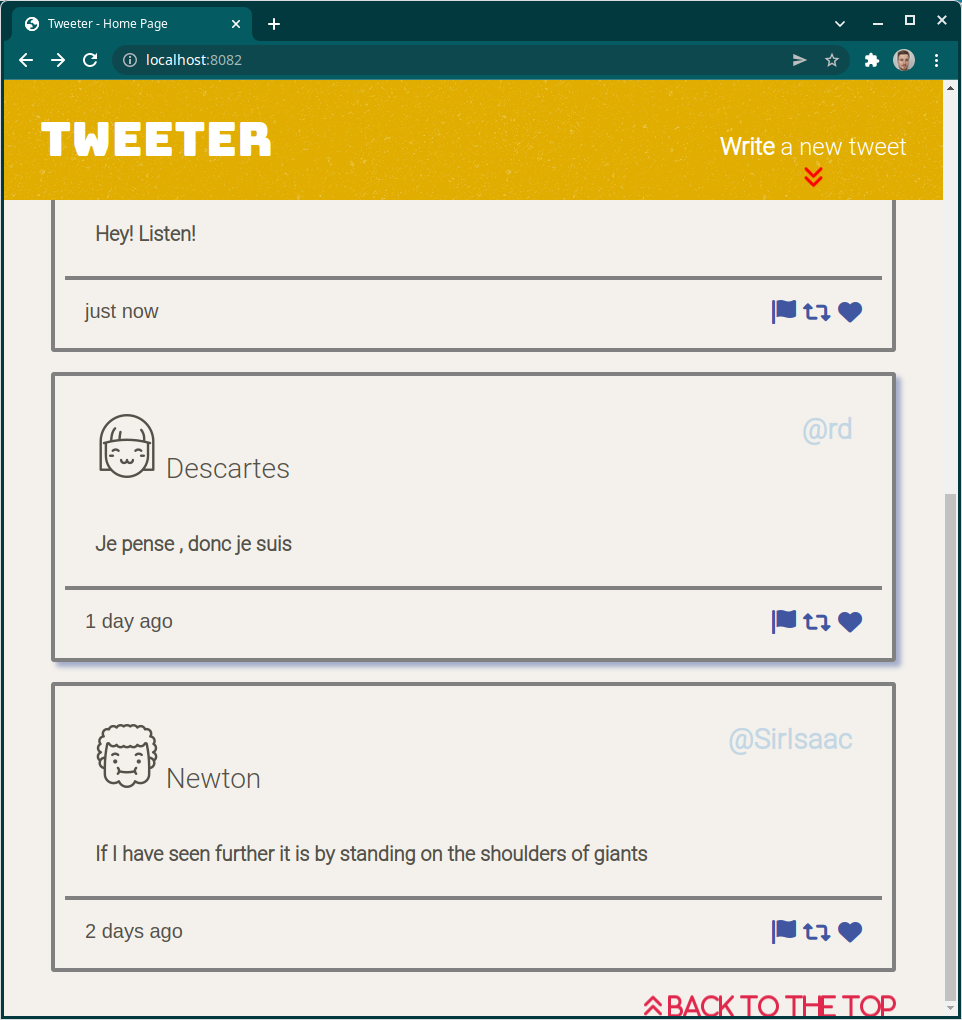 Tweeter - Home Page
localhost:8082
TWEETER
Write a new tweet
Hey! Listen!
just now
@rd
Descartes
Je pense , donc je suis
1 day ago
@SirIsaac
Newton
If I have seen further it is by standing on the shoulders of giants
2 days ago
BACK TO THE TOP